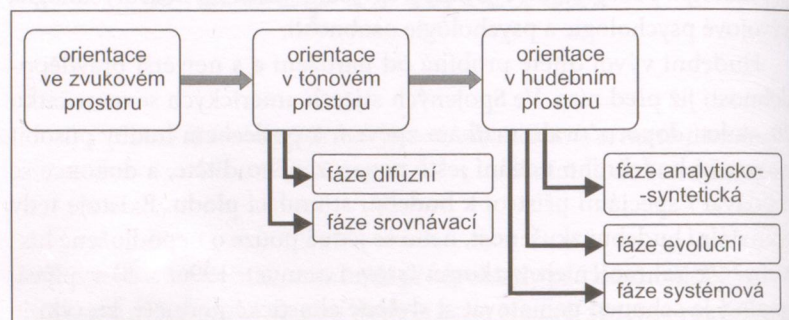 orientace
ve zvukovém
prostoru
orientace
v tónovém
prostoru
orientace
v hudebním
prostoru
fáze difúzní
fáze srovnávací
fáze analyticko-
-syntetická
fáze evoluční
fáze systémová